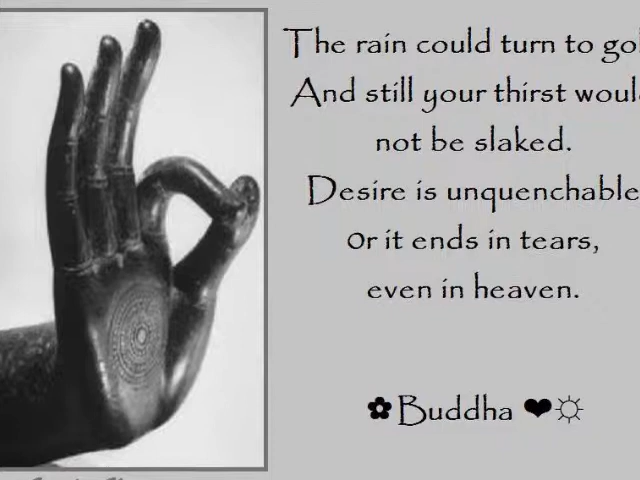 The rain could turn to gol
And still your thirst woul
not be slaked.
Desire is unquenchable
Or it ends in tears,
even in heaven.
✿Buddha ❤☼